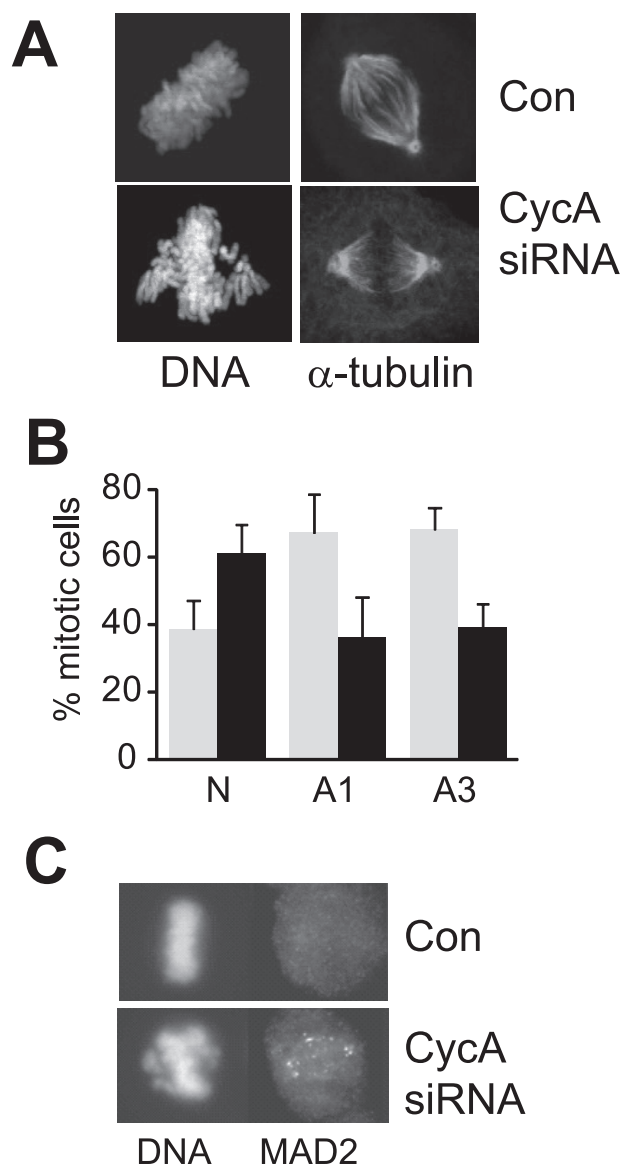 A
Con
CycA
siRNA
DNA α-tubulin
B
% mitotic cells
80
60
40
20
0
N A1 A3
C
Con
CycA
siRNA
DNA MAD2